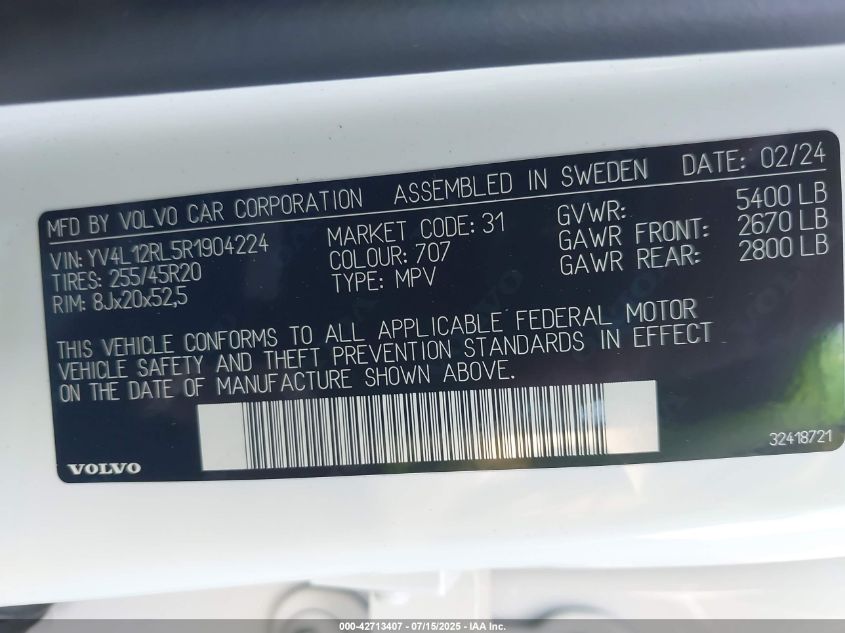 MFD BY VOLVO CAR CORPORATION ASSEMBLED IN SWEDEN DATE: 02/24
VIN: YV4L12RL5R1904224 MARKET CODE: 31 GVWR: 5400 LB
TIRES: 255/45R20 COLOUR: 707 GAWR FRONT: 2670 LB
RIM: 8Jx20x52,5 TYPE: MPV GAWR REAR: 2800 LB
THIS VEHICLE CONFORMS TO ALL APPLICABLE FEDERAL MOTOR
VEHICLE SAFETY AND THEFT PREVENTION STANDARDS IN EFFECT
ON THE DATE OF MANUFACTURE SHOWN ABOVE.
VOLVO 32418721
000-42713407 - 07/15/2025 - IAA Inc.